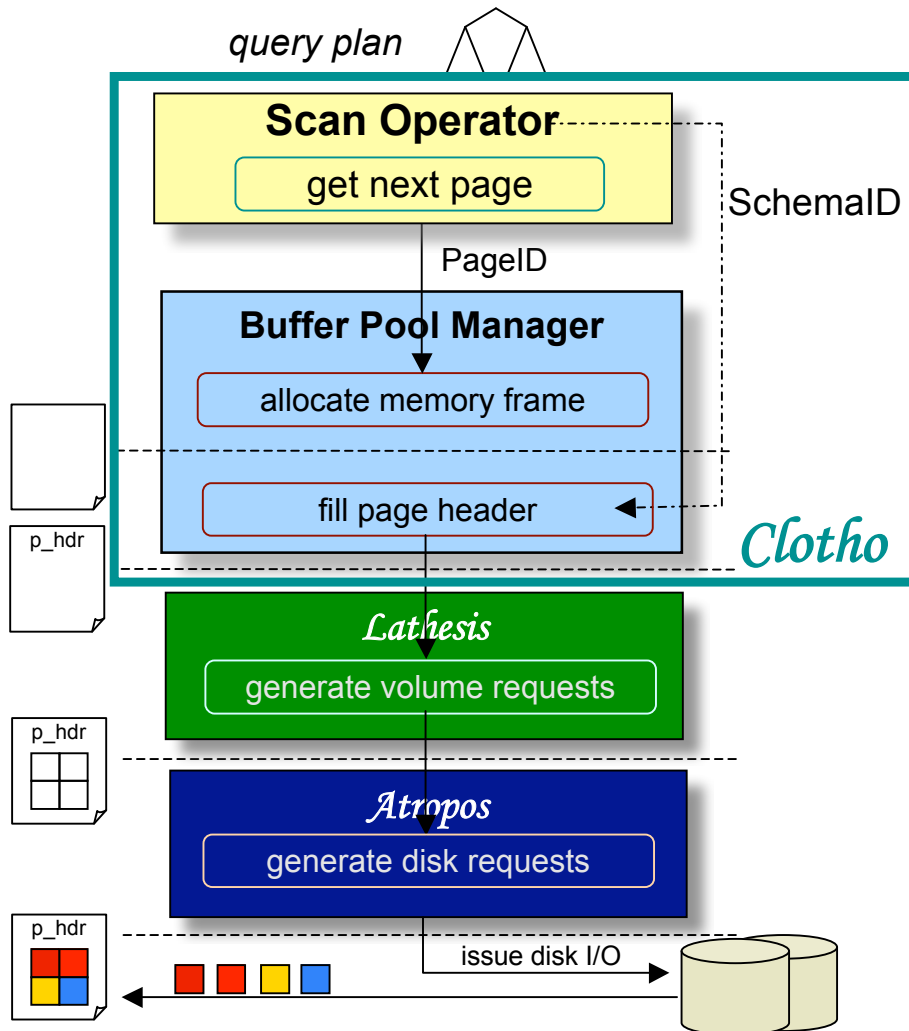 query plan
Scan Operator
get next page
SchemaID
PageID
Buffer Pool Manager
allocate memory frame
fill page header
p_hdr
Clotho
Lathesis
generate volume requests
p_hdr
Atropos
generate disk requests
p_hdr
issue disk I/O